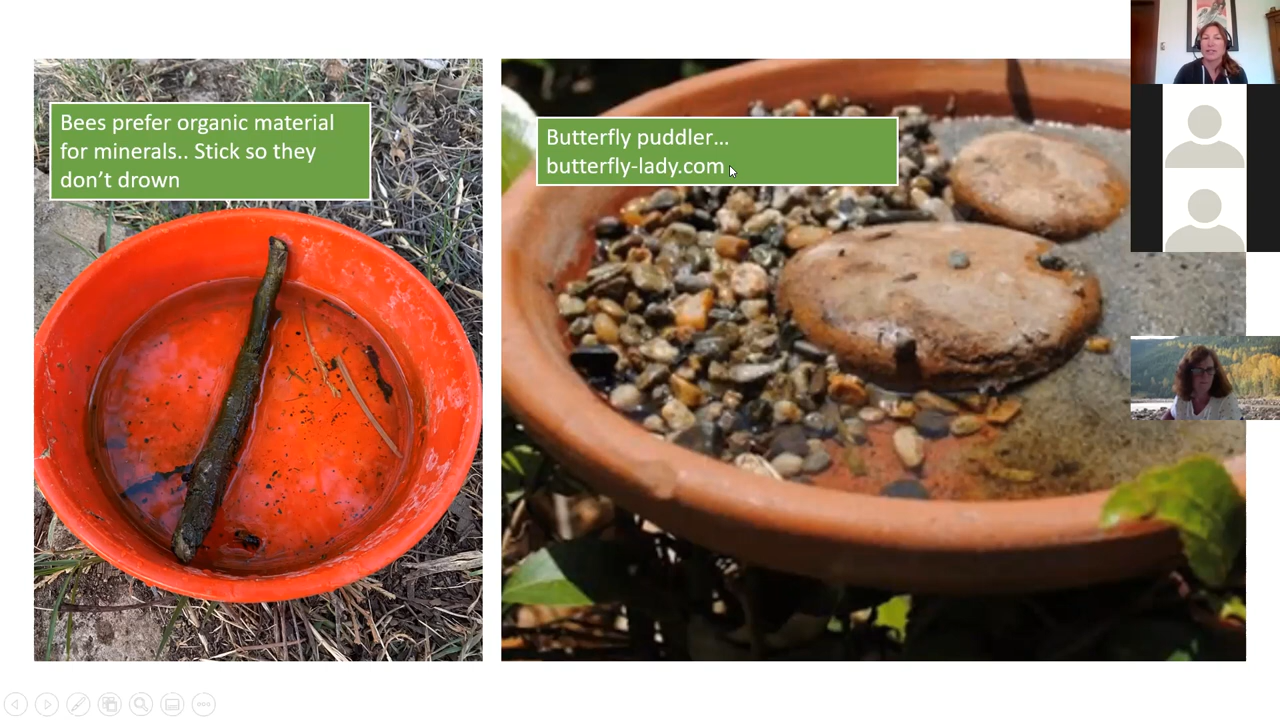 Bees prefer organic material
for minerals.. Stick so they
don't drown
Butterfly puddler...
butterfly-lady.com